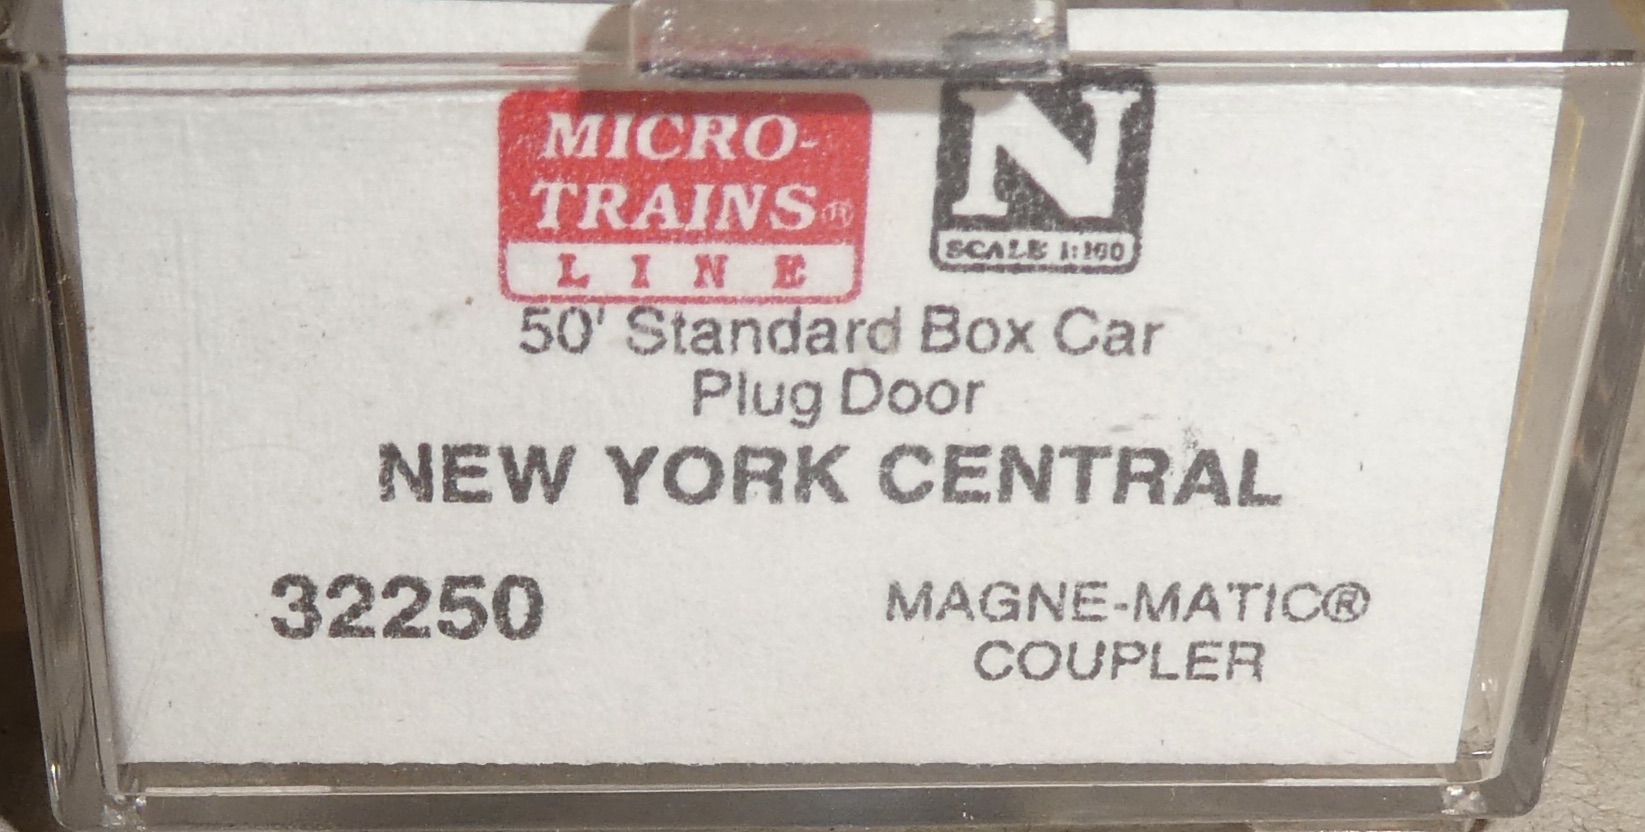 MICRO-
TRAINS®
LINE
N
SCALE 1:160
50' Standard Box Car
Plug Door
NEW YORK CENTRAL
32250
MAGNE-MATIC®
COUPLER